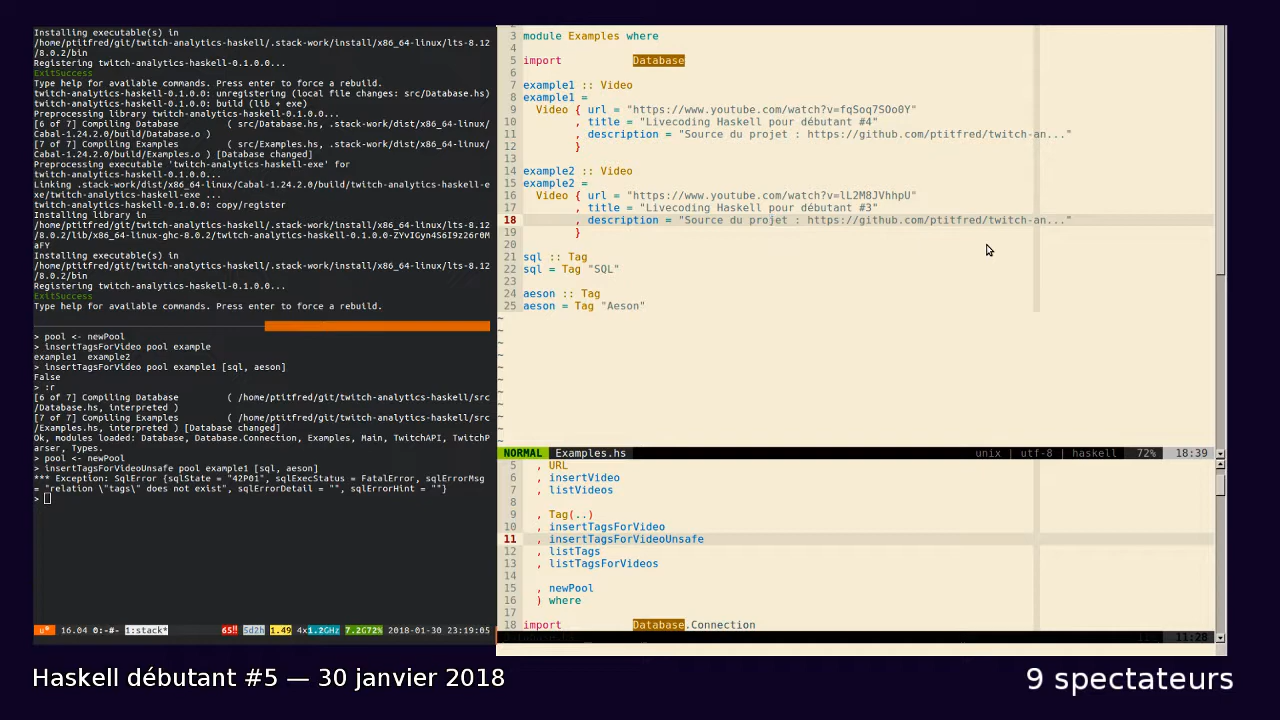 Installing executable(s) in
/home/ptitfred/git/twitch-analytics-haskell/.stack-work/install/x86_64-linux/lts-8.12
/8.0.2/bin
Registering twitch-analytics-haskell-0.1.0.0...
ExitSuccess
Type help for available commands. Press enter to force a rebuild.
twitch-analytics-haskell-0.1.0.0: unregistering (local file changes: src/Database.hs)
twitch-analytics-haskell-0.1.0.0: build (lib + exe)
Preprocessing library twitch-analytics-haskell-0.1.0.0...
[6 of 7] Compiling Database ( src/Database.hs, .stack-work/dist/x86_64-linux/
Cabal-1.24.2.0/build/Database.o )
[7 of 7] Compiling Examples ( src/Examples.hs, .stack-work/dist/x86_64-linux/
Cabal-1.24.2.0/build/Examples.o ) [Database changed]
Preprocessing executable 'twitch-analytics-haskell-exe' for
twitch-analytics-haskell-0.1.0.0...
Linking .stack-work/dist/x86_64-linux/Cabal-1.24.2.0/build/twitch-analytics-haskell-e
xe/twitch-analytics-haskell-exe ...
twitch-analytics-haskell-0.1.0.0: copy/register
Installing library in
/home/ptitfred/git/twitch-analytics-haskell/.stack-work/install/x86_64-linux/lts-8.12
/8.0.2/lib/x86_64-linux-ghc-8.0.2/twitch-analytics-haskell-0.1.0.0-ZYvIGyn4S6I9z26r0M
aFY
Installing executable(s) in
/home/ptitfred/git/twitch-analytics-haskell/.stack-work/install/x86_64-linux/lts-8.12
/8.0.2/bin
Registering twitch-analytics-haskell-0.1.0.0...
ExitSuccess
Type help for available commands. Press enter to force a rebuild.
> pool <- newPool
> insertTagsForVideo pool example
example1 example2
> insertTagsForVideo pool example1 [sql, aeson]
False
> :r
[6 of 7] Compiling Database ( /home/ptitfred/git/twitch-analytics-haskell/src
/Database.hs, interpreted )
[7 of 7] Compiling Examples ( /home/ptitfred/git/twitch-analytics-haskell/src
/Examples.hs, interpreted ) [Database changed]
Ok, modules loaded: Database, Database.Connection, Examples, Main, TwitchAPI, TwitchP
arser, Types.
> pool <- newPool
> insertTagsForVideoUnsafe pool example1 [sql, aeson]
*** Exception: SqlError {sqlState = "42P01", sqlExecStatus = FatalError, sqlErrorMsg
= "relation \"tags\" does not exist", sqlErrorDetail = "", sqlErrorHint = ""}
>
16.04 0:-#- 1:stack* 65‼ 5d2h 1.49 4x1.2GHz 7.2G72% 2018-01-30 23:19:05
3 module Examples where
4
5 import Database
6
7 example1 :: Video
8 example1 =
9 Video { url = "https://www.youtube.com/watch?v=fqSoq7SOo0Y"
10 , title = "Livecoding Haskell pour débutant #4"
11 , description = "Source du projet : https://github.com/ptitfred/twitch-an..."
12 }
13
14 example2 :: Video
15 example2 =
16 Video { url = "https://www.youtube.com/watch?v=lL2M8JVhhpU"
17 , title = "Livecoding Haskell pour débutant #3"
18 , description = "Source du projet : https://github.com/ptitfred/twitch-an..."
19 }
20
21 sql :: Tag
22 sql = Tag "SQL"
23
24 aeson :: Tag
25 aeson = Tag "Aeson"
~
~
~
~
~
~
~
~
~
~
~
NORMAL Examples.hs unix | utf-8 | haskell 72% 18:39
5 , URL
6 , insertVideo
7 , listVideos
8
9 , Tag(..)
10 , insertTagsForVideo
11 , insertTagsForVideoUnsafe
12 , listTags
13 , listTagsForVideos
14
15 , newPool
16 ) where
17
18 import Database.Connection
11:28
Haskell débutant #5 — 30 janvier 2018
9 spectateurs